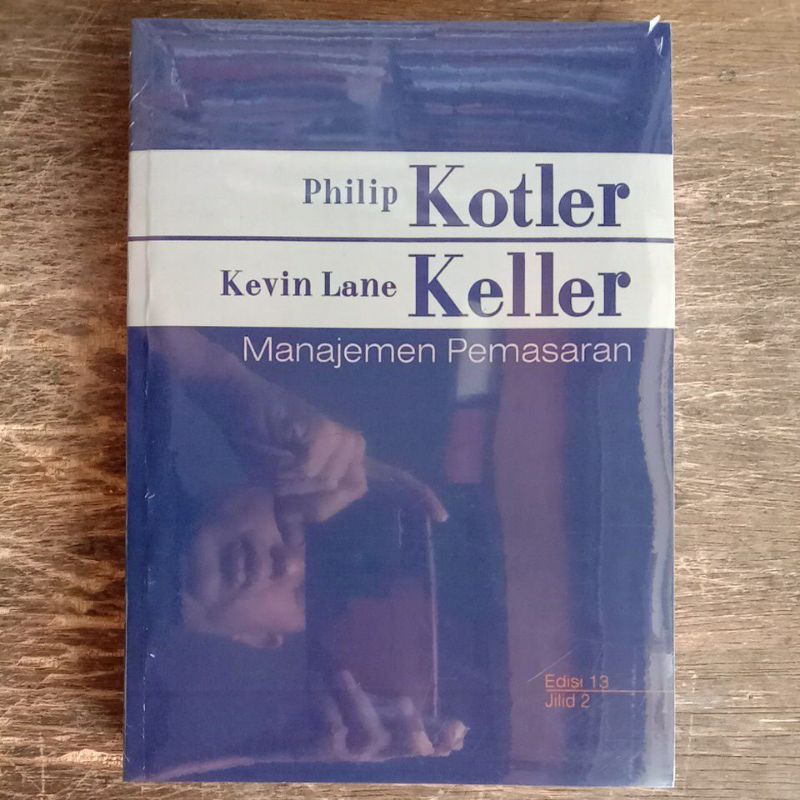 Philip Kotler
Kevin Lane Keller
Manajemen Pemasaran
Edisi 13
Jilid 2